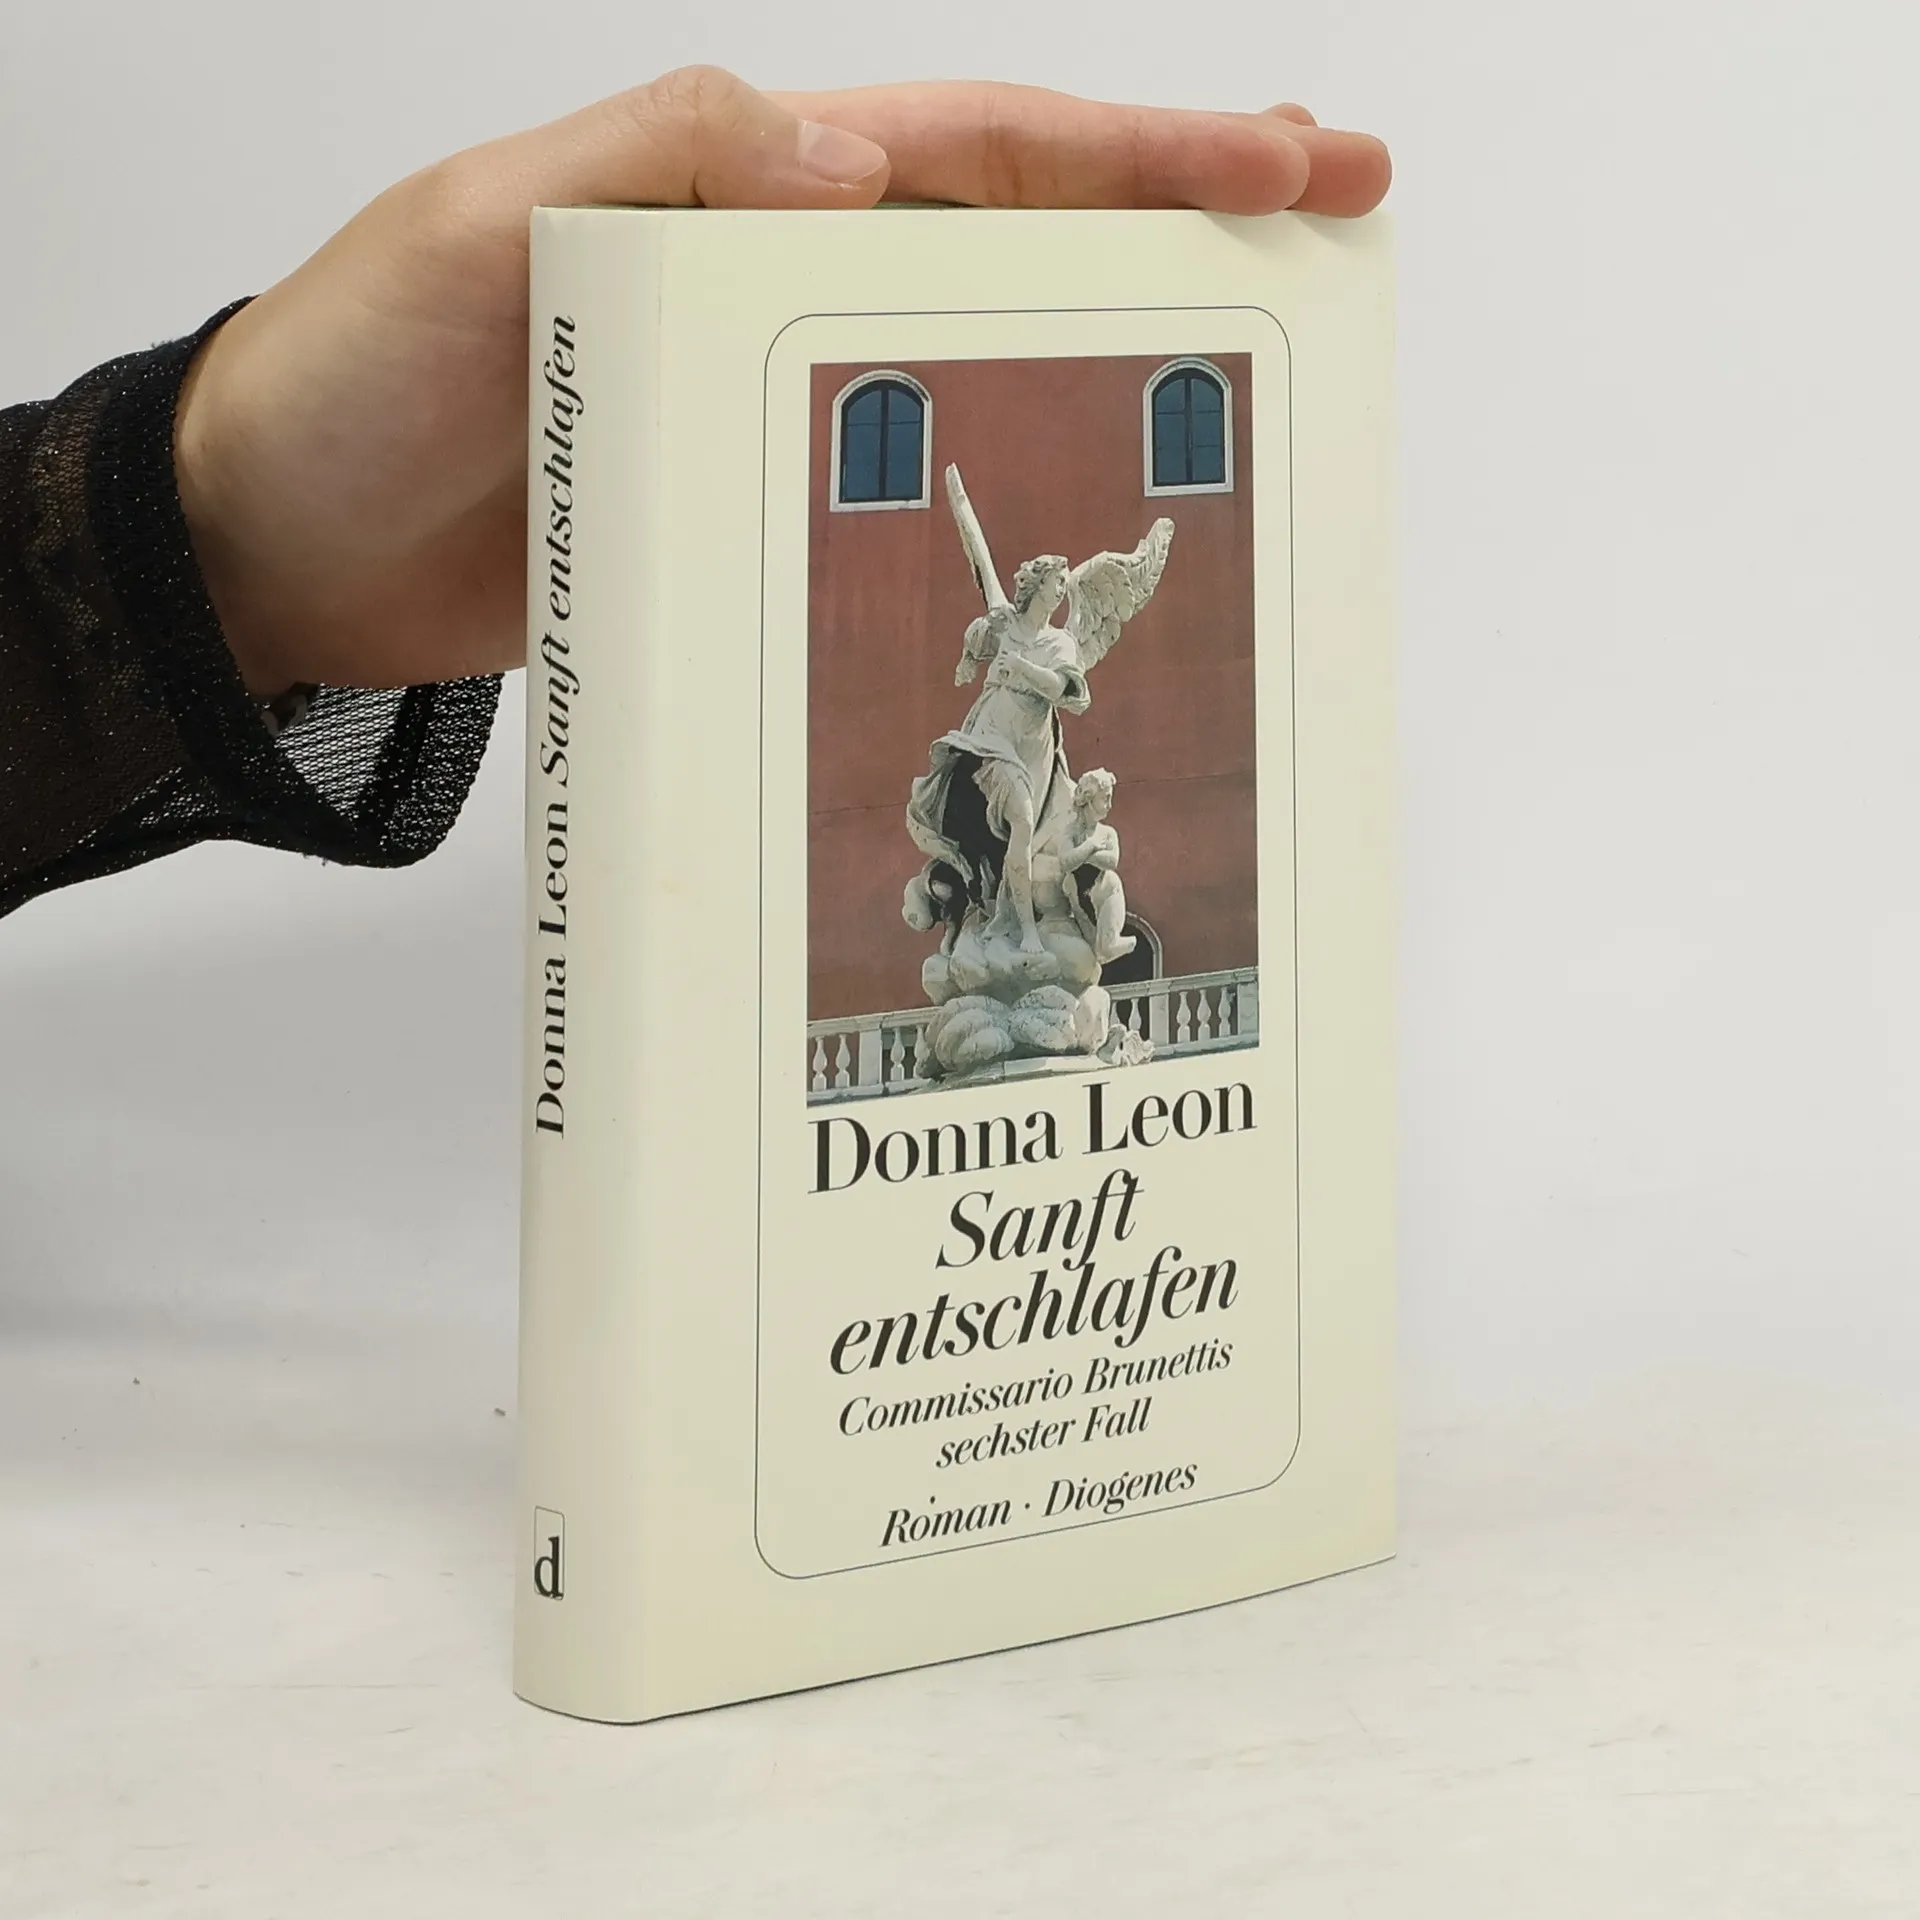 Donna Leon Sanft entschlafen
d
Donna Leon
Sanft
entschlafen
Commissario Brunettis
sechster Fall
Roman · Diogenes